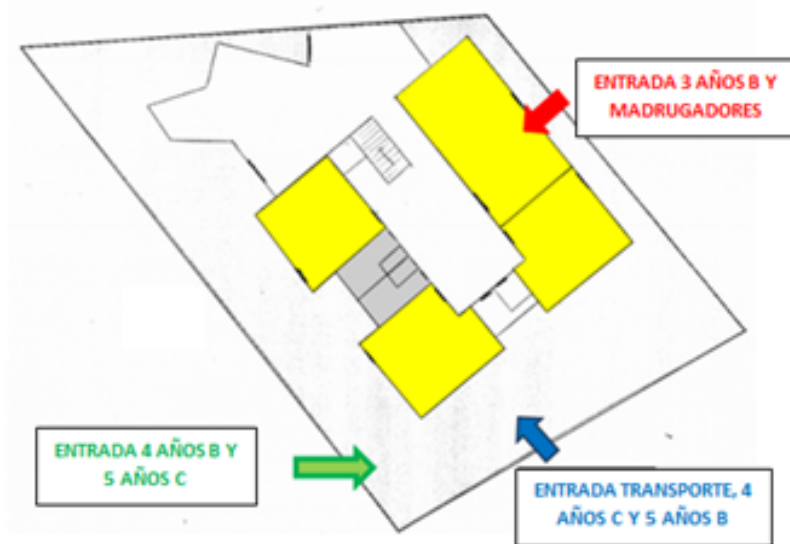 ENTRADA 3 AÑOS B Y
MADRUGADORES
ENTRADA 4 AÑOS B Y
5 AÑOS C
ENTRADA TRANSPORTE, 4
AÑOS C Y 5 AÑOS B